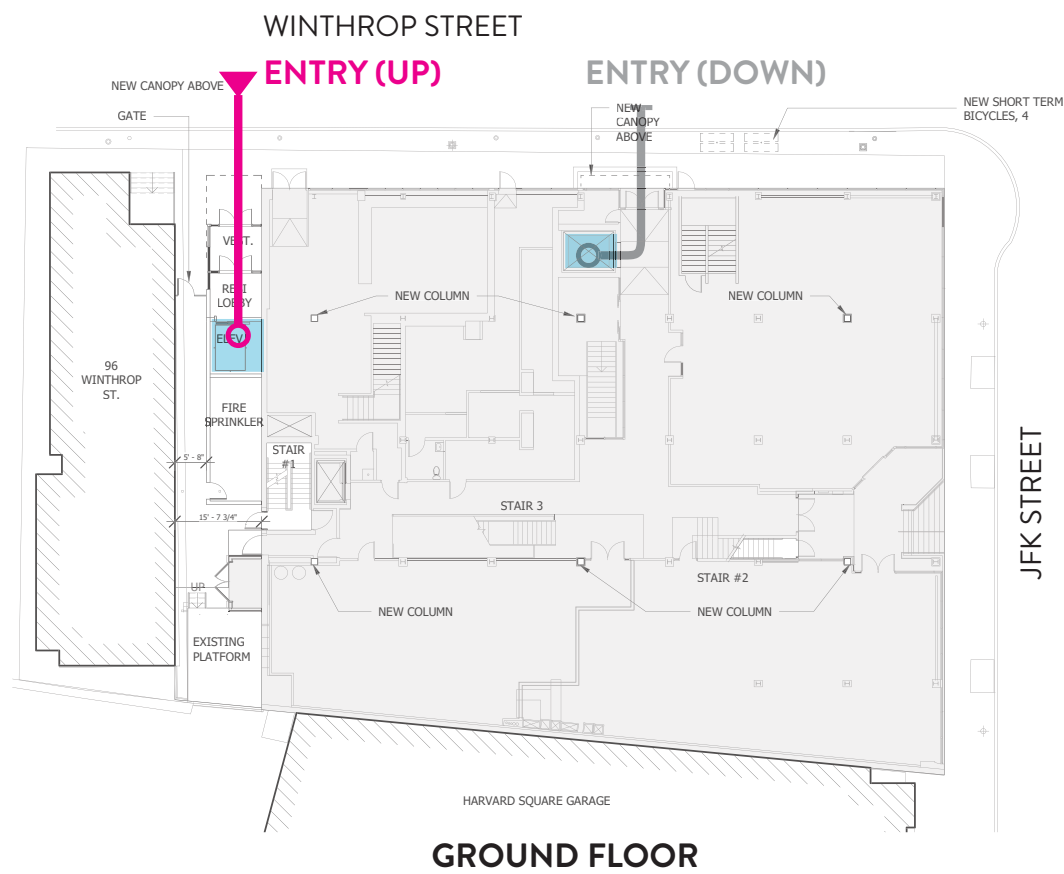 WINTHROP STREET
ENTRY (UP)
ENTRY (DOWN)
NEW CANOPY ABOVE
GATE
NEW
CANOPY
ABOVE
NEW SHORT TERM
BICYCLES, 4
VEST.
RESI
LOBBY
ELEV.
NEW COLUMN
NEW COLUMN
96
WINTHROP
ST.
FIRE
SPRINKLER
STAIR
#1
5' - 8"
15' - 7 3/4"
STAIR 3
JFK STREET
STAIR #2
UP
NEW COLUMN
NEW COLUMN
EXISTING
PLATFORM
HARVARD SQUARE GARAGE
GROUND FLOOR